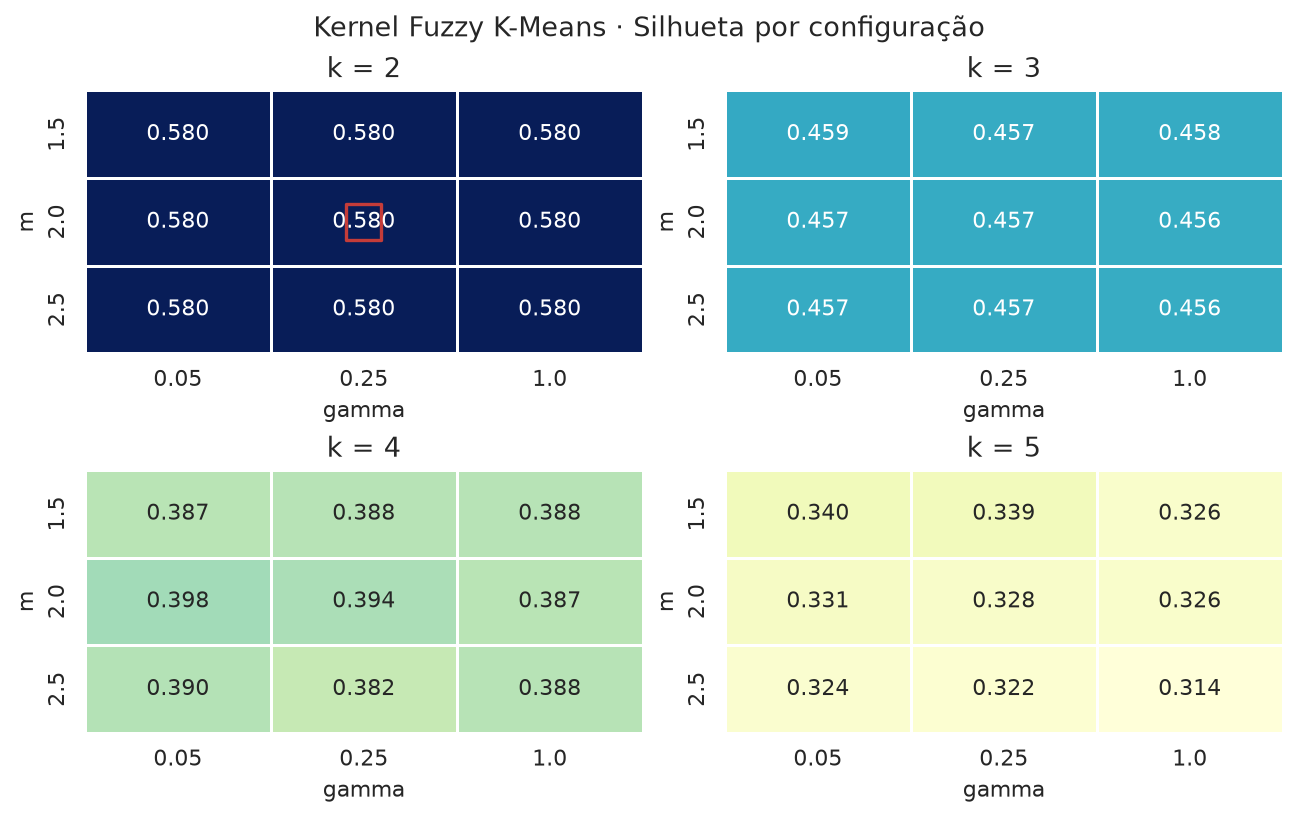 Kernel Fuzzy K-Means · Silhueta por configuração
k = 2
m
1.5 0.580 0.580 0.580
2.0 0.580 0.580 0.580
2.5 0.580 0.580 0.580
0.05 0.25 1.0
gamma
k = 3
m
1.5 0.459 0.457 0.458
2.0 0.457 0.457 0.456
2.5 0.457 0.457 0.456
0.05 0.25 1.0
gamma
k = 4
m
1.5 0.387 0.388 0.388
2.0 0.398 0.394 0.387
2.5 0.390 0.382 0.388
0.05 0.25 1.0
gamma
k = 5
m
1.5 0.340 0.339 0.326
2.0 0.331 0.328 0.326
2.5 0.324 0.322 0.314
0.05 0.25 1.0
gamma